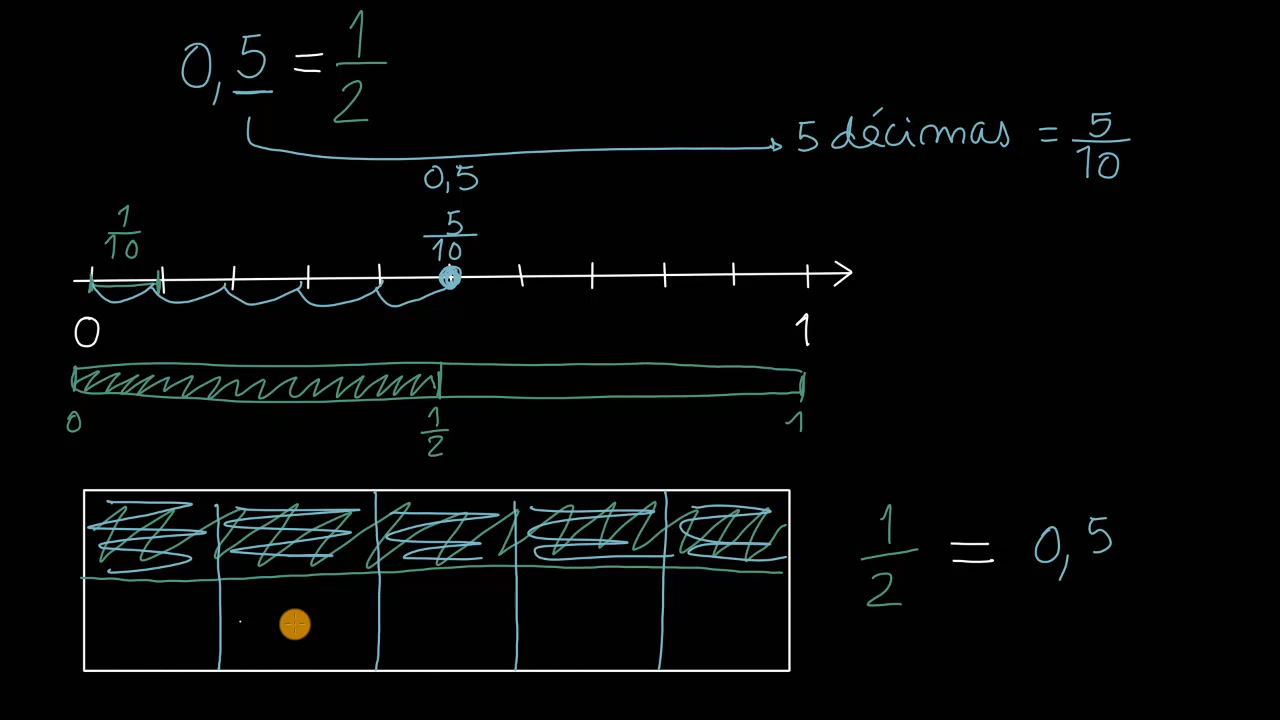 0,5 = 1/2
5 décimas = 5/10
0,5
1/10
5/10
0 1
0 1/2 1
1/2 = 0,5